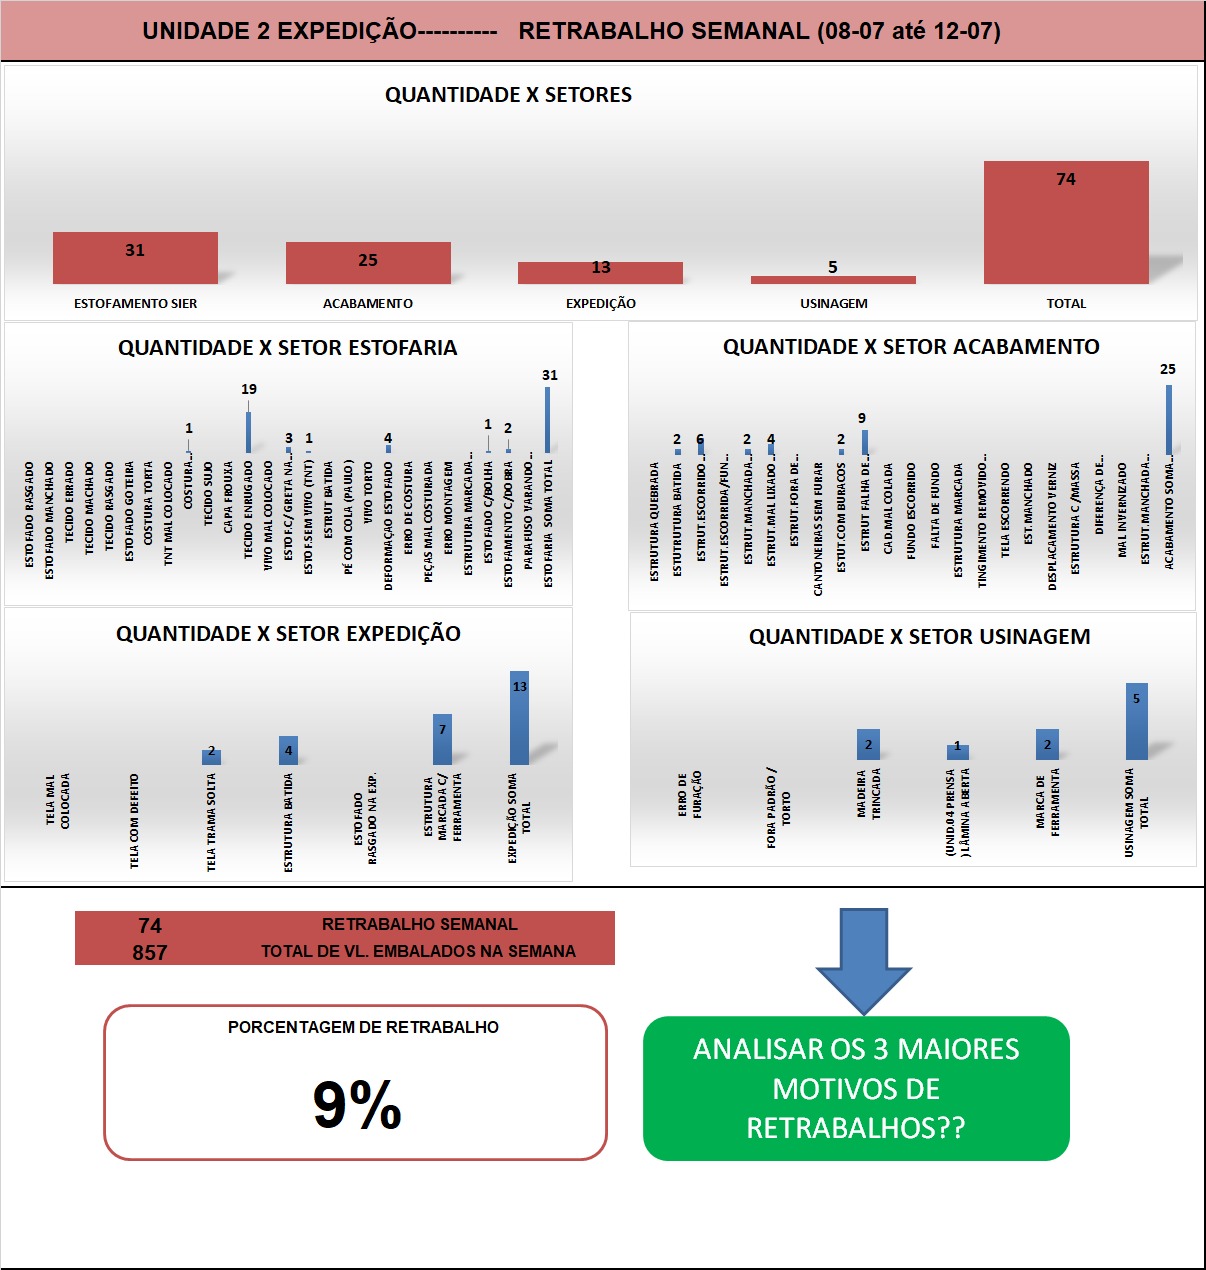 UNIDADE 2 EXPEDIÇÃO---------- RETRABALHO SEMANAL (08-07 até 12-07)
QUANTIDADE X SETORES
31
25
13
5
74
ESTOFAMENTO SIER
ACABAMENTO
EXPEDIÇÃO
USINAGEM
TOTAL
QUANTIDADE X SETOR ESTOFARIA
1
19
3
1
4
1
2
31
ESTOFADO RASGADO
ESTOFADO MANCHADO
TECIDO ERRADO
TECIDO MACHADO
TECIDO RASGADO
ESTOFADO GOTEIRA
COSTURA TORTA
TNT MAL COLOCADO
COSTURA...
TECIDO SUJO
CAPA FROUXA
TECIDO ENRUGADO
VIVO MAL COLOCADO
ESTOF.C/ GRETA NA...
ESTOF.SEM VIVO (TNT)
ESTRUT BATIDA
PÉ COM COLA (PAULO)
VIVO TORTO
DEFORMAÇÃO ESTOFADO
ERRO DE COSTURA
PEÇAS MAL COSTURADA
ERRO MONTAGEM
ESTRUTURA MARCADA...
ESTOFADO C/BOLHA
ESTOFAMENTO C/DOBRA
PARAFUSO VARANDO...
ESTOFARIA SOMA TOTAL
QUANTIDADE X SETOR ACABAMENTO
2
6
2
4
2
9
25
ESTRUTURA QUEBRADA
ESTUTRURA BATIDA
ESTRUT.ESCORRIDO...
ESTRUT.ESCORRIDA/FUN...
ESTRUT.MANCHADA...
ESTRUT.MAL LIXADO...
ESTRUT.FORA DE...
CANTONEIRAS SEM FURAR
ESTUT.COM BURACOS
ESTRUT FALHA DE...
CAD.MAL COLADA
FUNDO ESCORRIDO
FALTA DE FUNDO
ESTRUTURA MARCADA
TINGIMENTO REMOVIDO...
TELA ESCORRENDO
EST. MANCHADO
DESPLACAMENTO VERNIZ
ESTRUTURA C /MASSA
DIFERENÇA DE...
MAL INVERNIZADO
ESTRUT.MANCHADA...
ACABAMENTO SOMA...
QUANTIDADE X SETOR EXPEDIÇÃO
2
4
7
13
TELA MAL
COLOCADA
TELA COM DEFEITO
TELA TRAMA SOLTA
ESTRUTURA BATIDA
ESTOFADO
RASGADO NA EXP.
ESTRUTURA
MARCADA C/
FERRAMENTA
EXPEDIÇÃO SOMA
TOTAL
QUANTIDADE X SETOR USINAGEM
2
1
2
5
ERRO DE
FURAÇÃO
FORA PADRÃO /
TORTO
MADEIRA
TRINCADA
(UNID.04 PRENSA
) LÂMINA ABERTA
MARCA DE
FERRAMENTA
USINAGEM SOMA
TOTAL
74 RETRABALHO SEMANAL
857 TOTAL DE VL. EMBALADOS NA SEMANA
PORCENTAGEM DE RETRABALHO
9%
ANALISAR OS 3 MAIORES
MOTIVOS DE
RETRABALHOS??